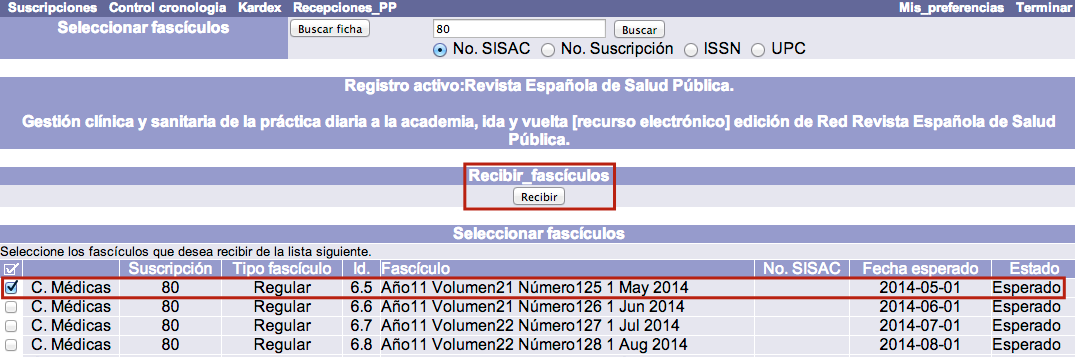 Suscripciones Control cronologia Kardex Recepciones_PP Mis_preferencias Terminar
Seleccionar fascículos Buscar ficha 80 Buscar
No. SISAC No. Suscripción ISSN UPC
Registro activo:Revista Española de Salud Pública.
Gestión clínica y sanitaria de la práctica diaria a la academia, ida y vuelta [recurso electrónico] edición de Red Revista Española de Salud
Pública.
Recibir_fascículos
Recibir
Seleccionar fascículos
Seleccione los fascículos que desea recibir de la lista siguiente.
Suscripción Tipo fascículo Id. Fascículo No. SISAC Fecha esperado Estado
C. Médicas 80 Regular 6.5 Año11 Volumen21 Número125 1 May 2014 2014-05-01 Esperado
C. Médicas 80 Regular 6.6 Año11 Volumen21 Número126 1 Jun 2014 2014-06-01 Esperado
C. Médicas 80 Regular 6.7 Año11 Volumen22 Número127 1 Jul 2014 2014-07-01 Esperado
C. Médicas 80 Regular 6.8 Año11 Volumen22 Número128 1 Aug 2014 2014-08-01 Esperado